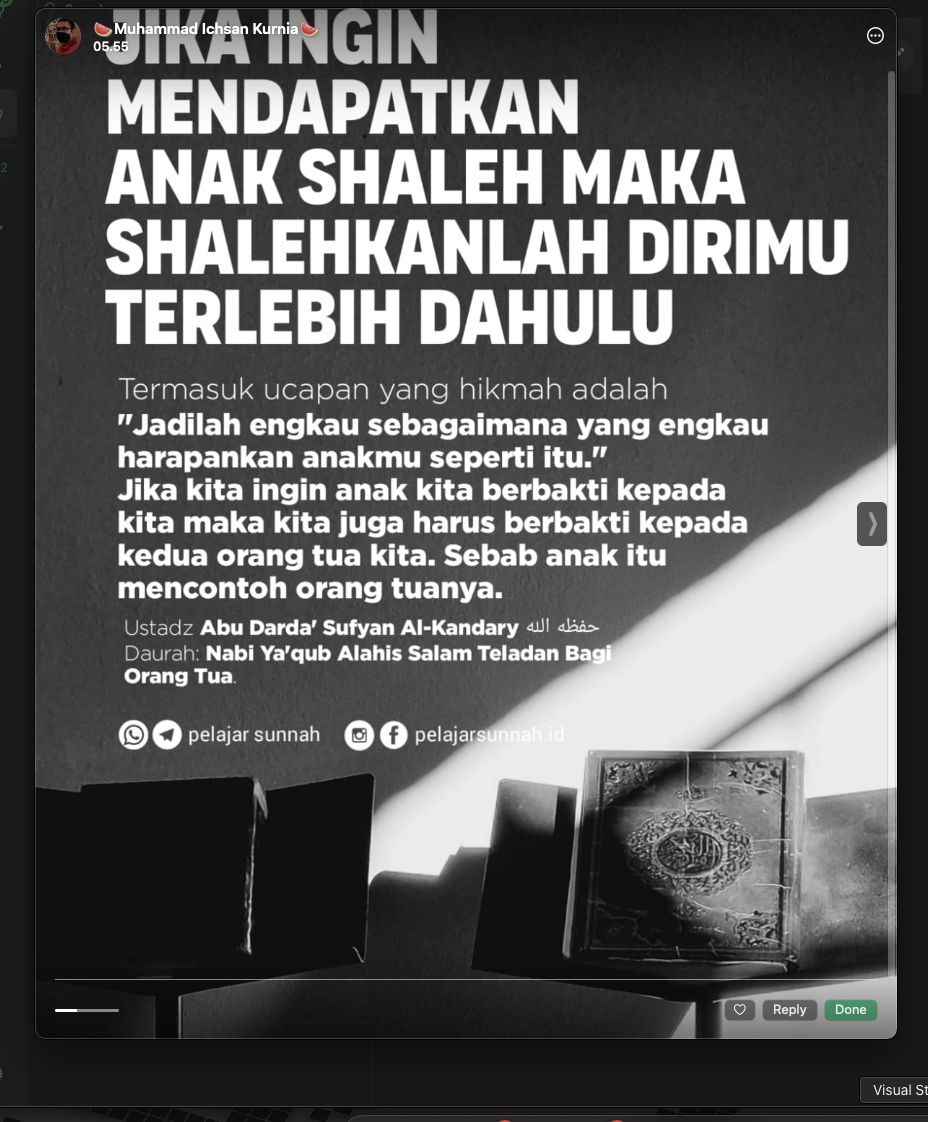 🍉Muhammad Ichsan Kurnia🍉
05.55
JIKA INGIN
MENDAPATKAN
ANAK SHALEH MAKA
SHALEHKANLAH DIRIMU
TERLEBIH DAHULU
Termasuk ucapan yang hikmah adalah
"Jadilah engkau sebagaimana yang engkau
harapankan anakmu seperti itu."
Jika kita ingin anak kita berbakti kepada
kita maka kita juga harus berbakti kepada
kedua orang tua kita. Sebab anak itu
mencontoh orang tuanya.
Ustadz Abu Darda' Sufyan Al-Kandary حفظه الله
Daurah: Nabi Ya'qub Alahis Salam Teladan Bagi
Orang Tua.
pelajar sunnah pelajarsunnah.id
Reply Done
Visual St